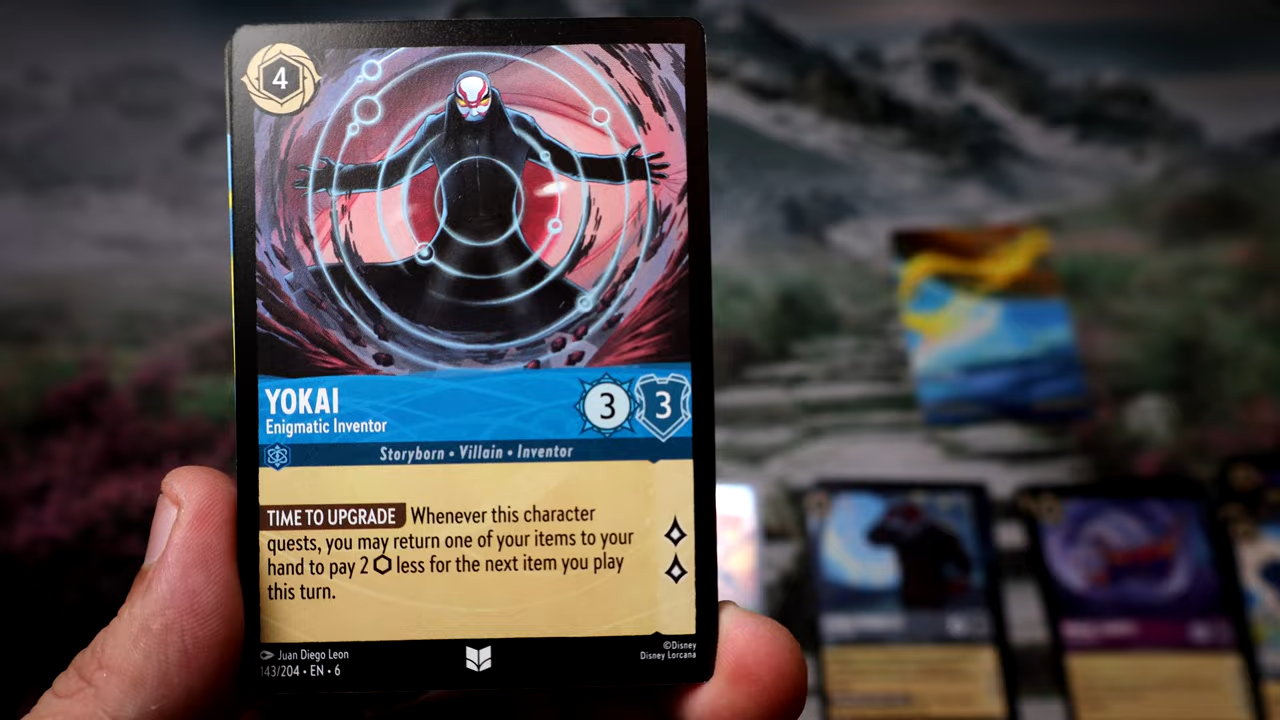 4
YOKAI
Enigmatic Inventor
3
3
Storyborn • Villain • Inventor
TIME TO UPGRADE Whenever this character
quests, you may return one of your items to your
hand to pay 2 less for the next item you play
this turn.
Juan Diego Leon
143/204 • EN • 6
©Disney
Disney Lorcana